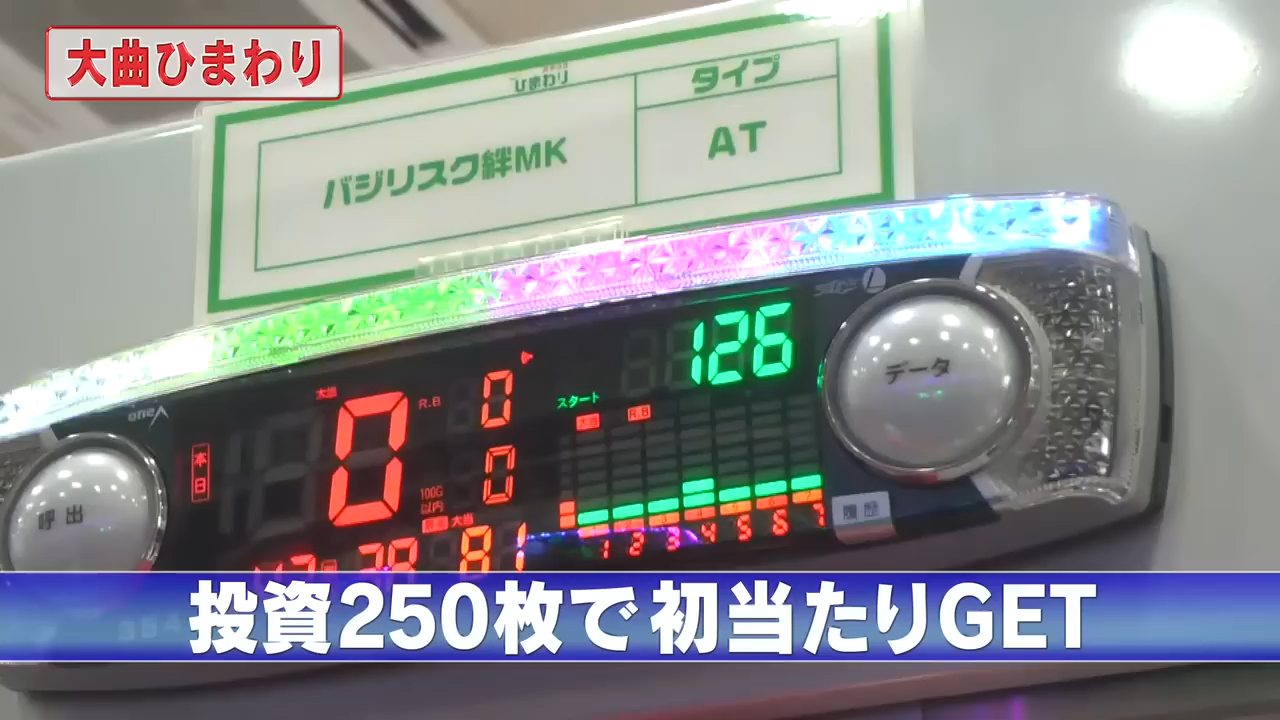 大曲ひまわり
ひまわり
タイプ
バジリスク絆MK
AT
126
データ
スタート
大当
0
R.B
0
R.B
oneA
本日
100G
以内
0
大当
81
呼出
1 2 3 4 5 6 7
履歴
投資250枚で初当たりGET